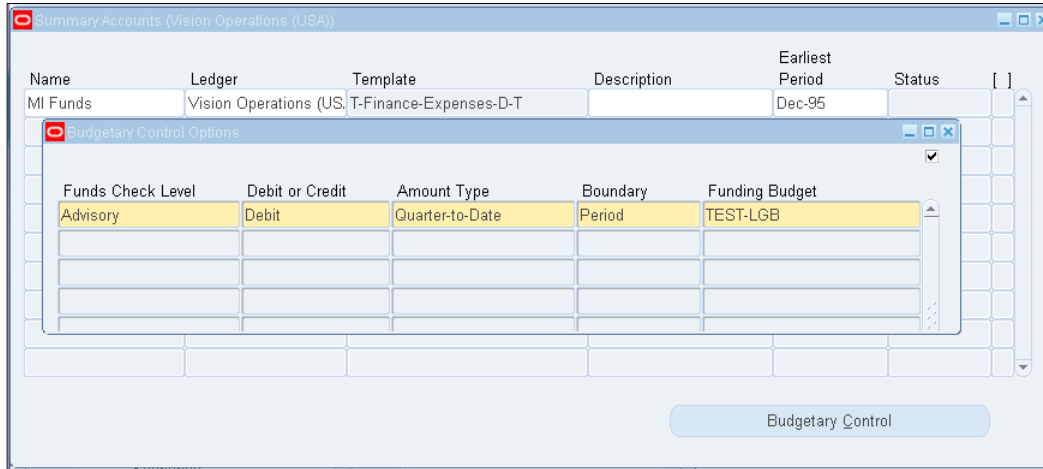 Summary Accounts (Vision Operations (USA))
Earliest
Name Ledger Template Description Period Status [ ]
MI Funds Vision Operations (US. T-Finance-Expenses-D-T Dec-95
Budgetary Control Options
Funds Check Level Debit or Credit Amount Type Boundary Funding Budget
Advisory Debit Quarter-to-Date Period TEST-LGB
Budgetary Control